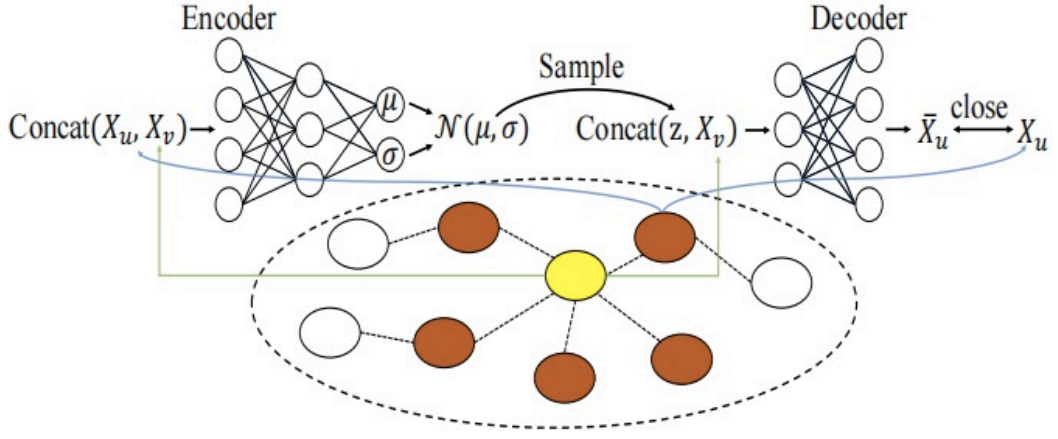 Encoder
Decoder
Sample
Concat(X_u, X_v)
μ
σ
𝒩(μ, σ)
Concat(z, X_v)
X̄_u
close
X_u